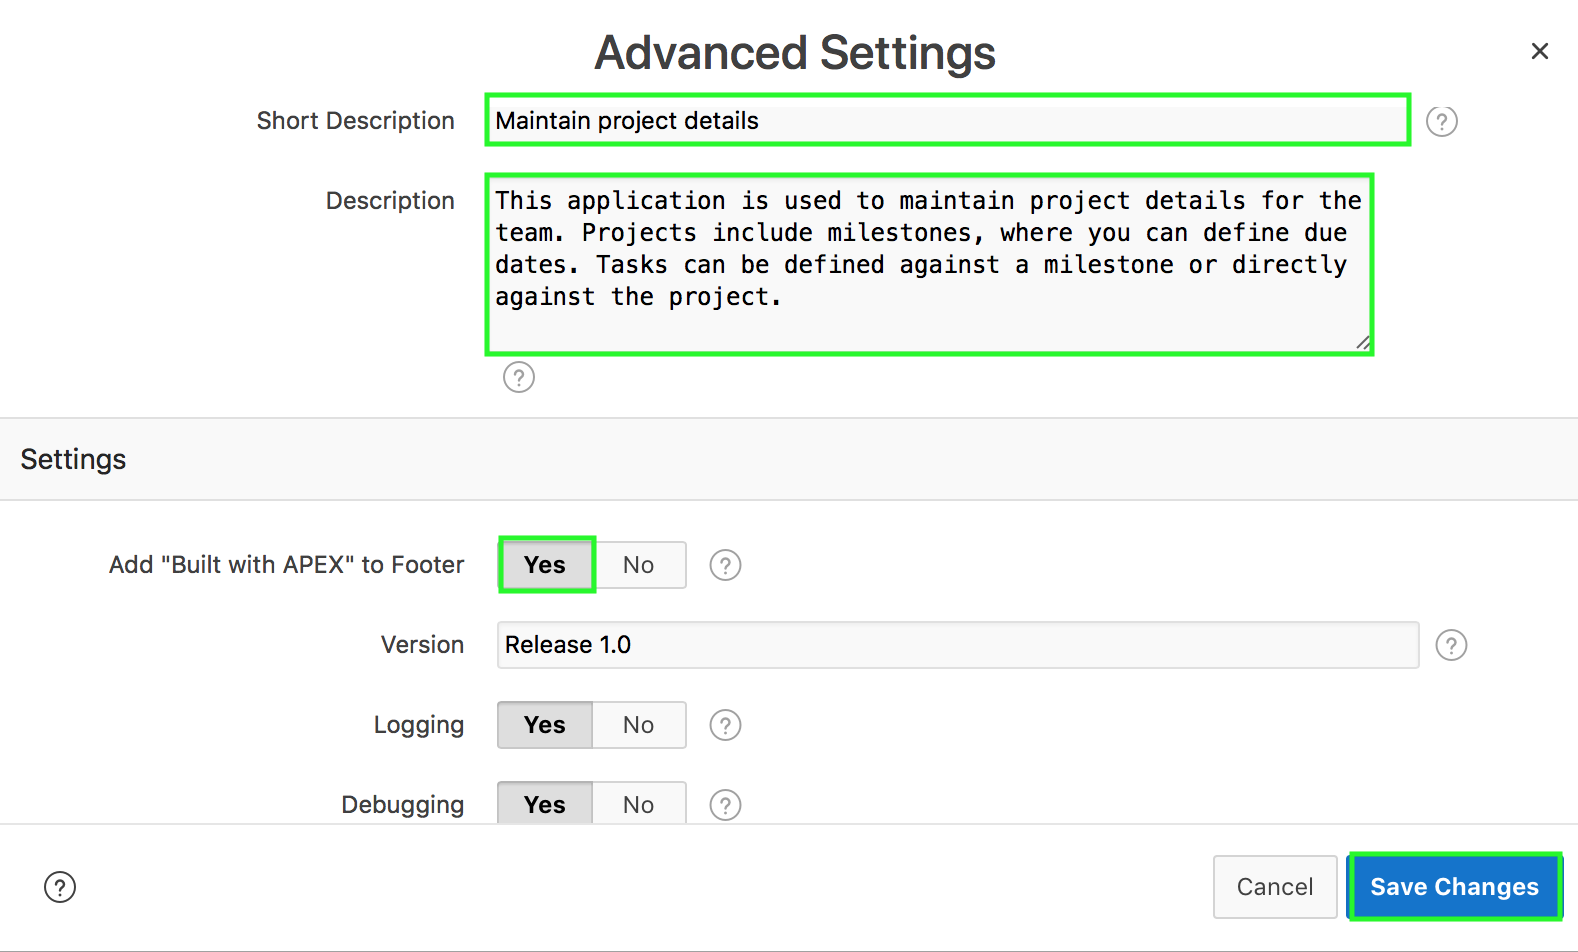 Advanced Settings
×
Short Description
Maintain project details
?
Description
This application is used to maintain project details for the
team. Projects include milestones, where you can define due
dates. Tasks can be defined against a milestone or directly
against the project.
?
Settings
Add "Built with APEX" to Footer
Yes
No
?
Version
Release 1.0
?
Logging
Yes
No
?
Debugging
Yes
No
?
?
Cancel
Save Changes